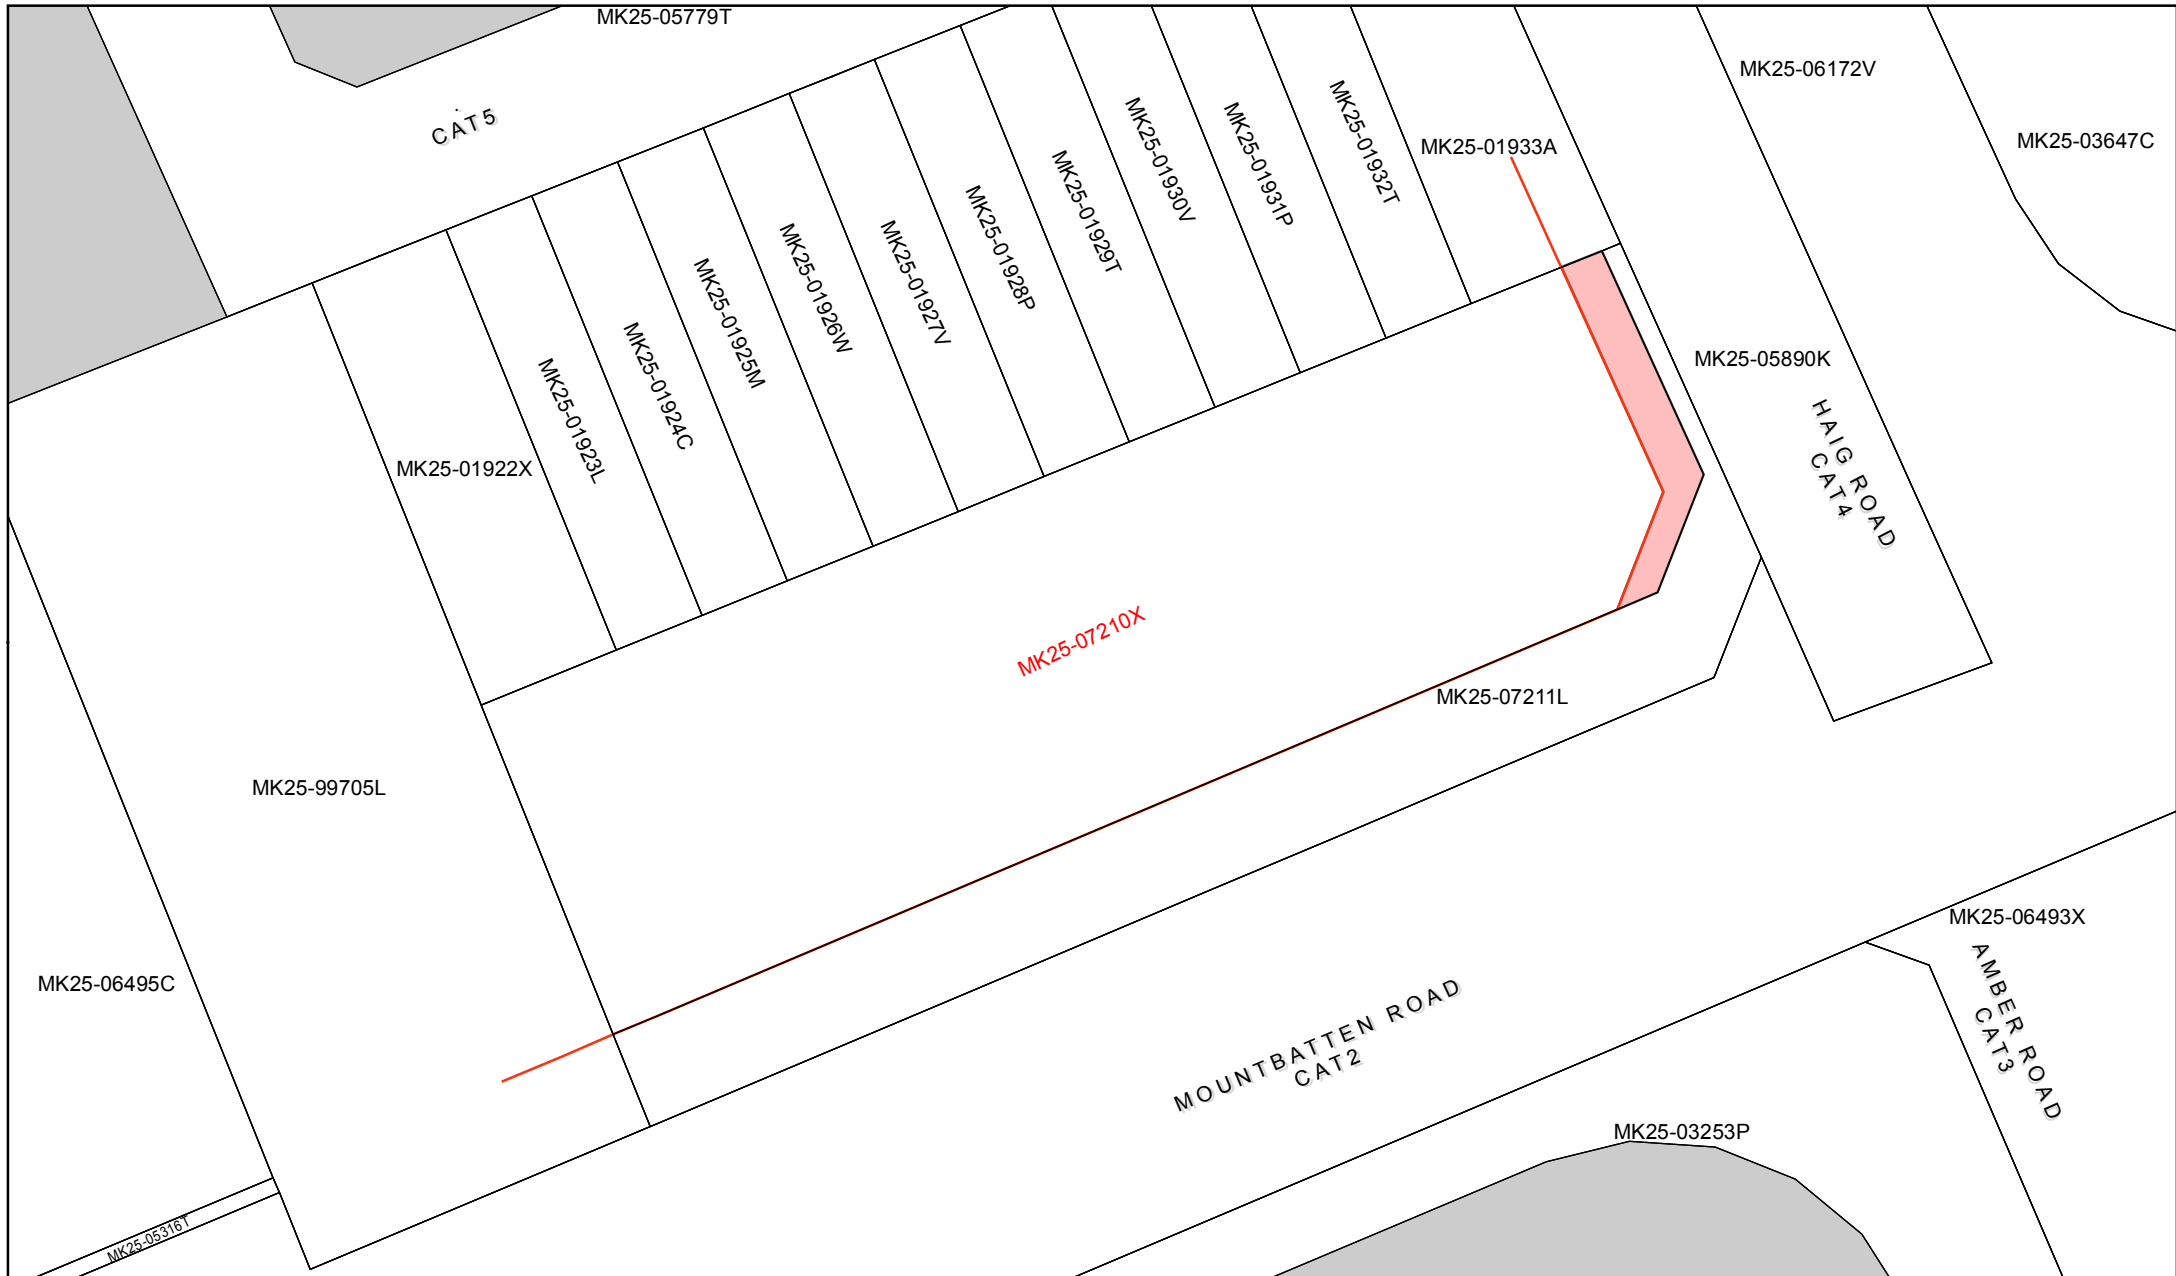 MK25-05779T
CAT5
MK25-06172V
MK25-03647C
MK25-01933A
MK25-01932T
MK25-01931P
MK25-01930V
MK25-01929T
MK25-01928P
MK25-01927V
MK25-01926W
MK25-01925M
MK25-01924C
MK25-01923L
MK25-01922X
MK25-05890K
HAIG ROAD
CAT4
MK25-07210X
MK25-07211L
MK25-99705L
MK25-06495C
MK25-06493X
AMBER ROAD
CAT3
MOUNTBATTEN ROAD
CAT2
MK25-03253P
MK25-05316T